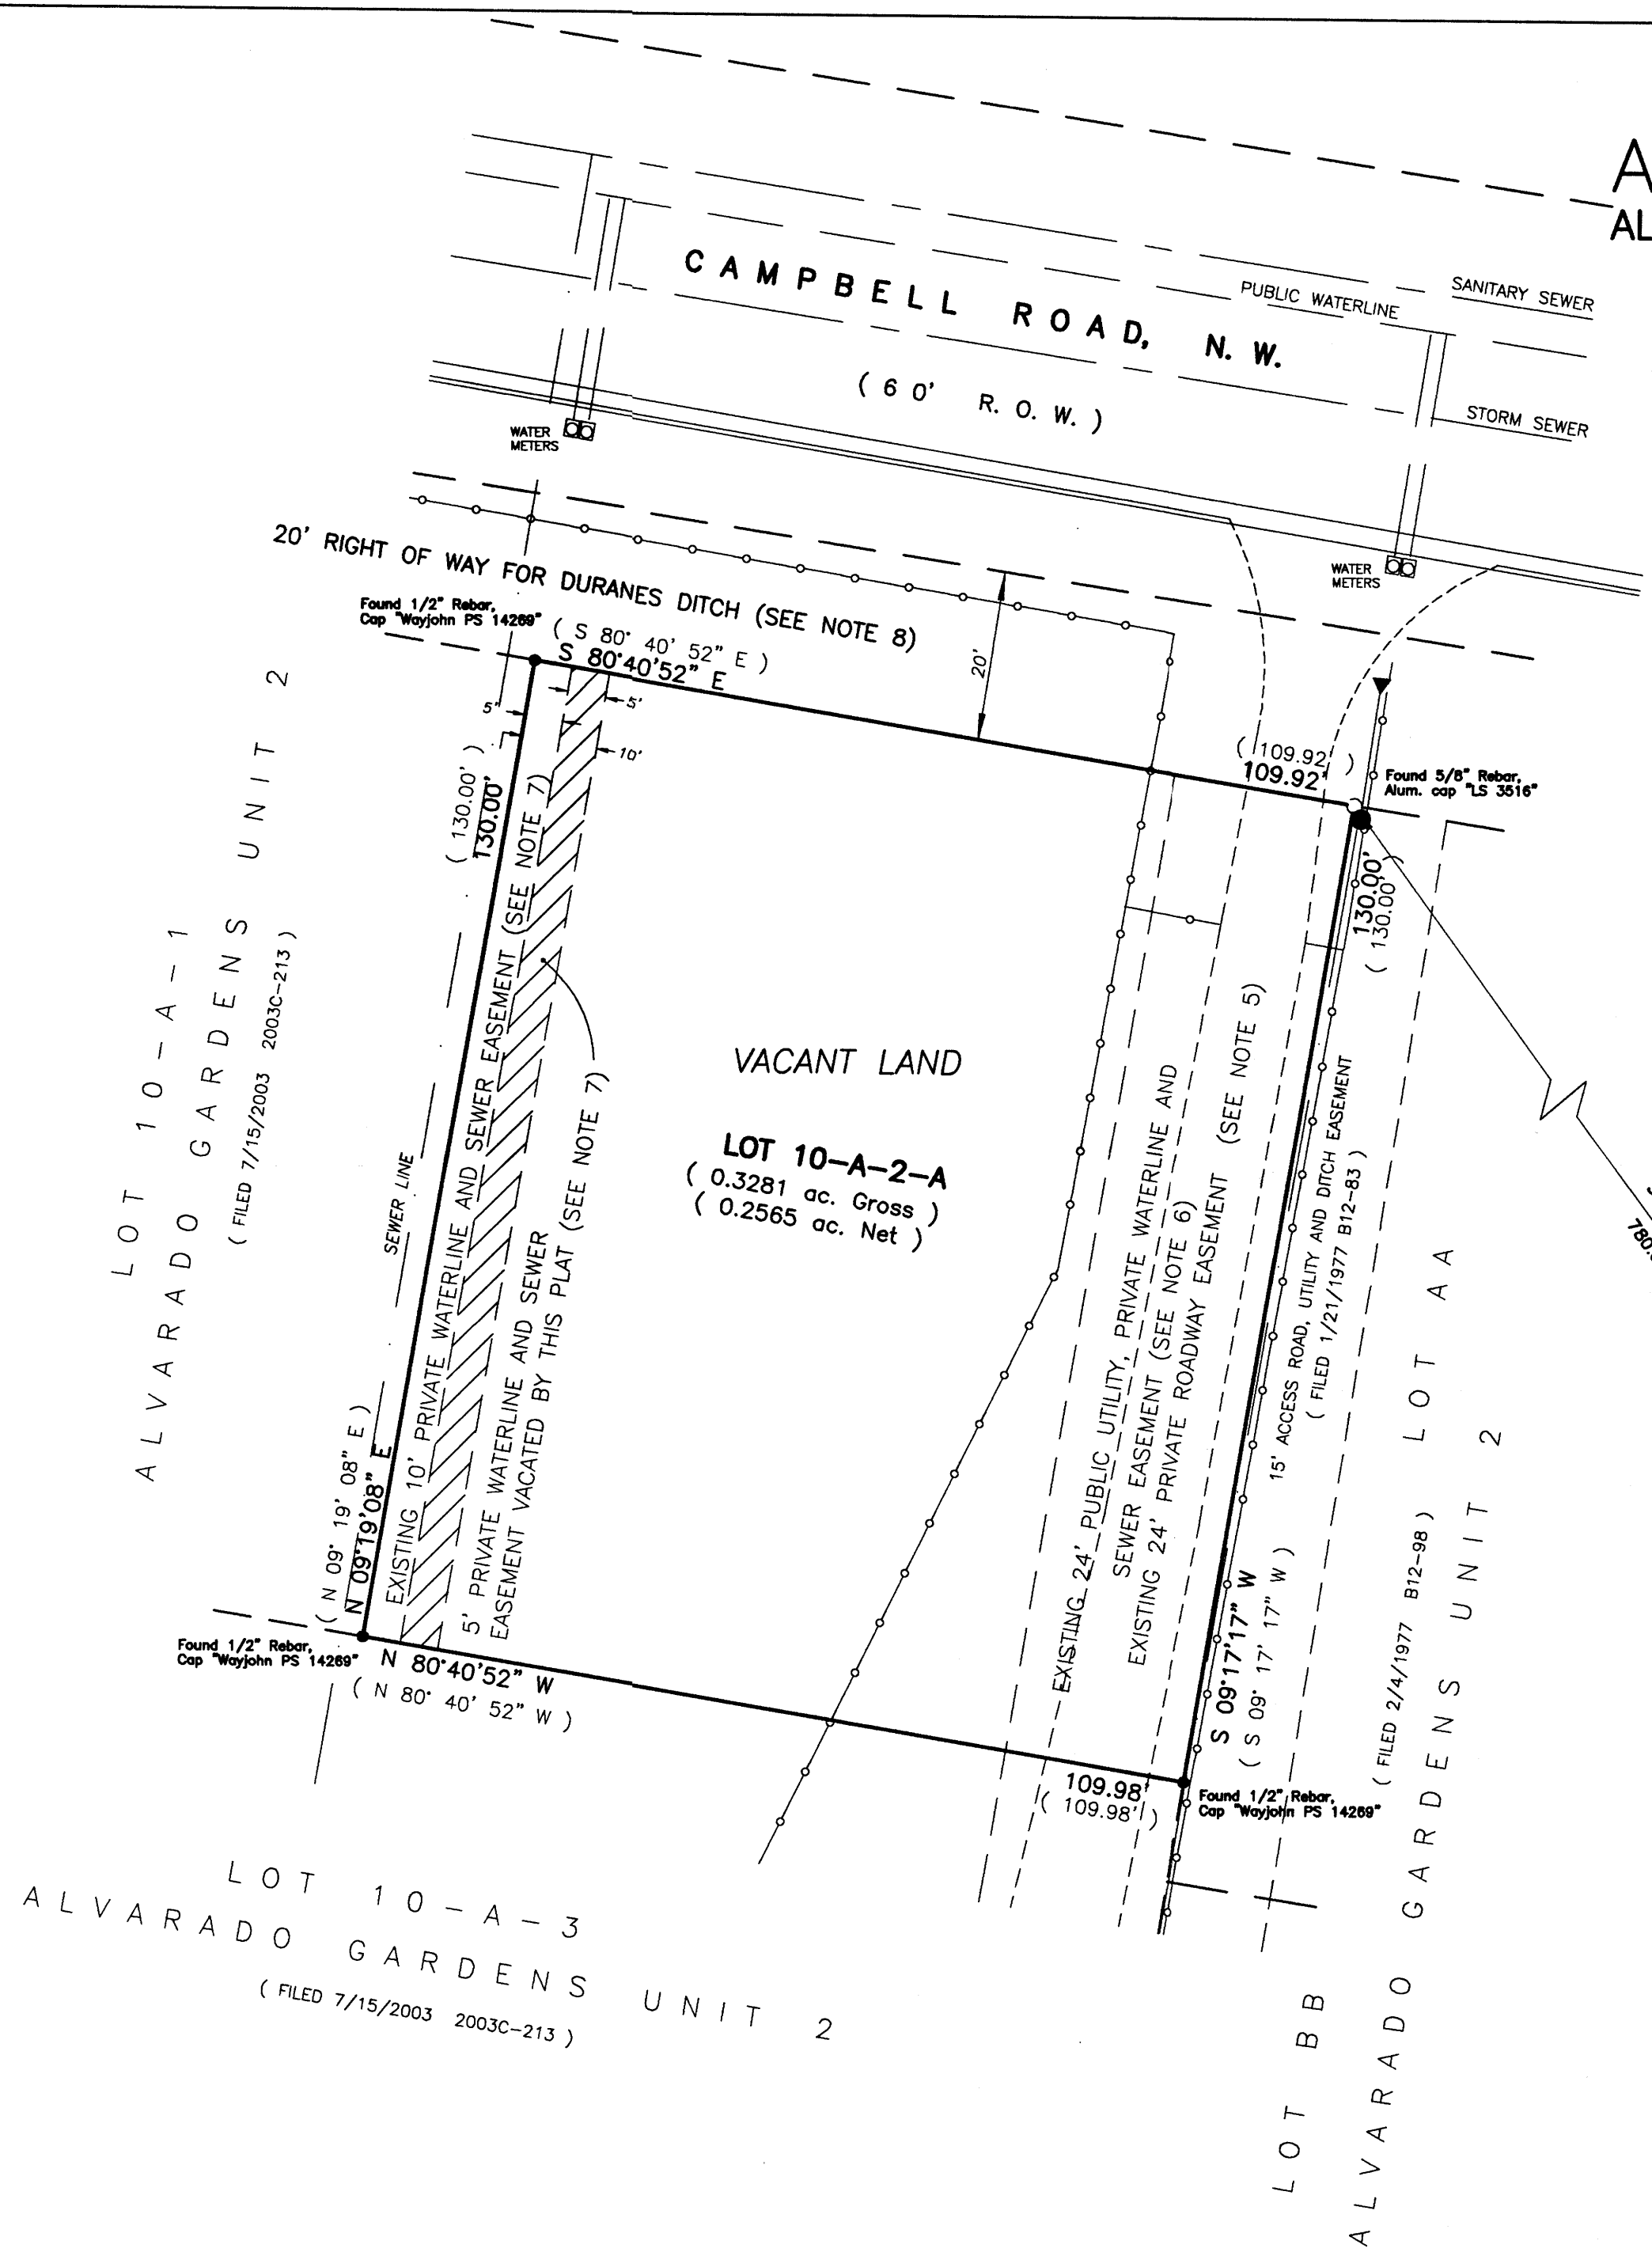 A
AL
CAMPBELL ROAD, N. W.
( 60' R. O. W. )
PUBLIC WATERLINE
SANITARY SEWER
STORM SEWER
WATER
METERS
WATER
METERS
20' RIGHT OF WAY FOR DURANES DITCH (SEE NOTE 8)
Found 1/2" Rebar,
Cap "Wayjohn PS 14269"
( S 80° 40' 52" E )
S 80°40'52" E
20'
5'
5'
10'
( 109.92' )
109.92'
Found 5/8" Rebar,
Alum. cap "LS 3516"
( 130.00' )
130.00'
130.00'
( 130.00' )
LOT 10-A-1
ALVARADO GARDENS UNIT 2
( FILED 7/15/2003 2003C-213 )
SEWER LINE
EXISTING 10' PRIVATE WATERLINE AND SEWER EASEMENT (SEE NOTE 7)
5' PRIVATE WATERLINE AND SEWER
EASEMENT VACATED BY THIS PLAT (SEE NOTE 7)
VACANT LAND
LOT 10-A-2-A
( 0.3281 ac. Gross )
( 0.2565 ac. Net )
EXISTING 24' PUBLIC UTILITY, PRIVATE WATERLINE AND
SEWER EASEMENT (SEE NOTE 6)
EXISTING 24' PRIVATE ROADWAY EASEMENT (SEE NOTE 5)
15' ACCESS ROAD, UTILITY AND DITCH EASEMENT
( FILED 1/21/1977 B12-83 )
780.
LOT AA
( N 09° 19' 08" E )
N 09°19'08" E
S 09°17'17" W
( S 09° 17' 17" W )
( FILED 2/4/1977 B12-98 )
Found 1/2" Rebar,
Cap "Wayjohn PS 14269"
N 80°40'52" W
( N 80° 40' 52" W )
109.98'
( 109.98' )
Found 1/2" Rebar,
Cap "Wayjohn PS 14269"
LOT 10-A-3
ALVARADO GARDENS UNIT 2
( FILED 7/15/2003 2003C-213 )
LOT BB
ALVARADO GARDENS UNIT 2